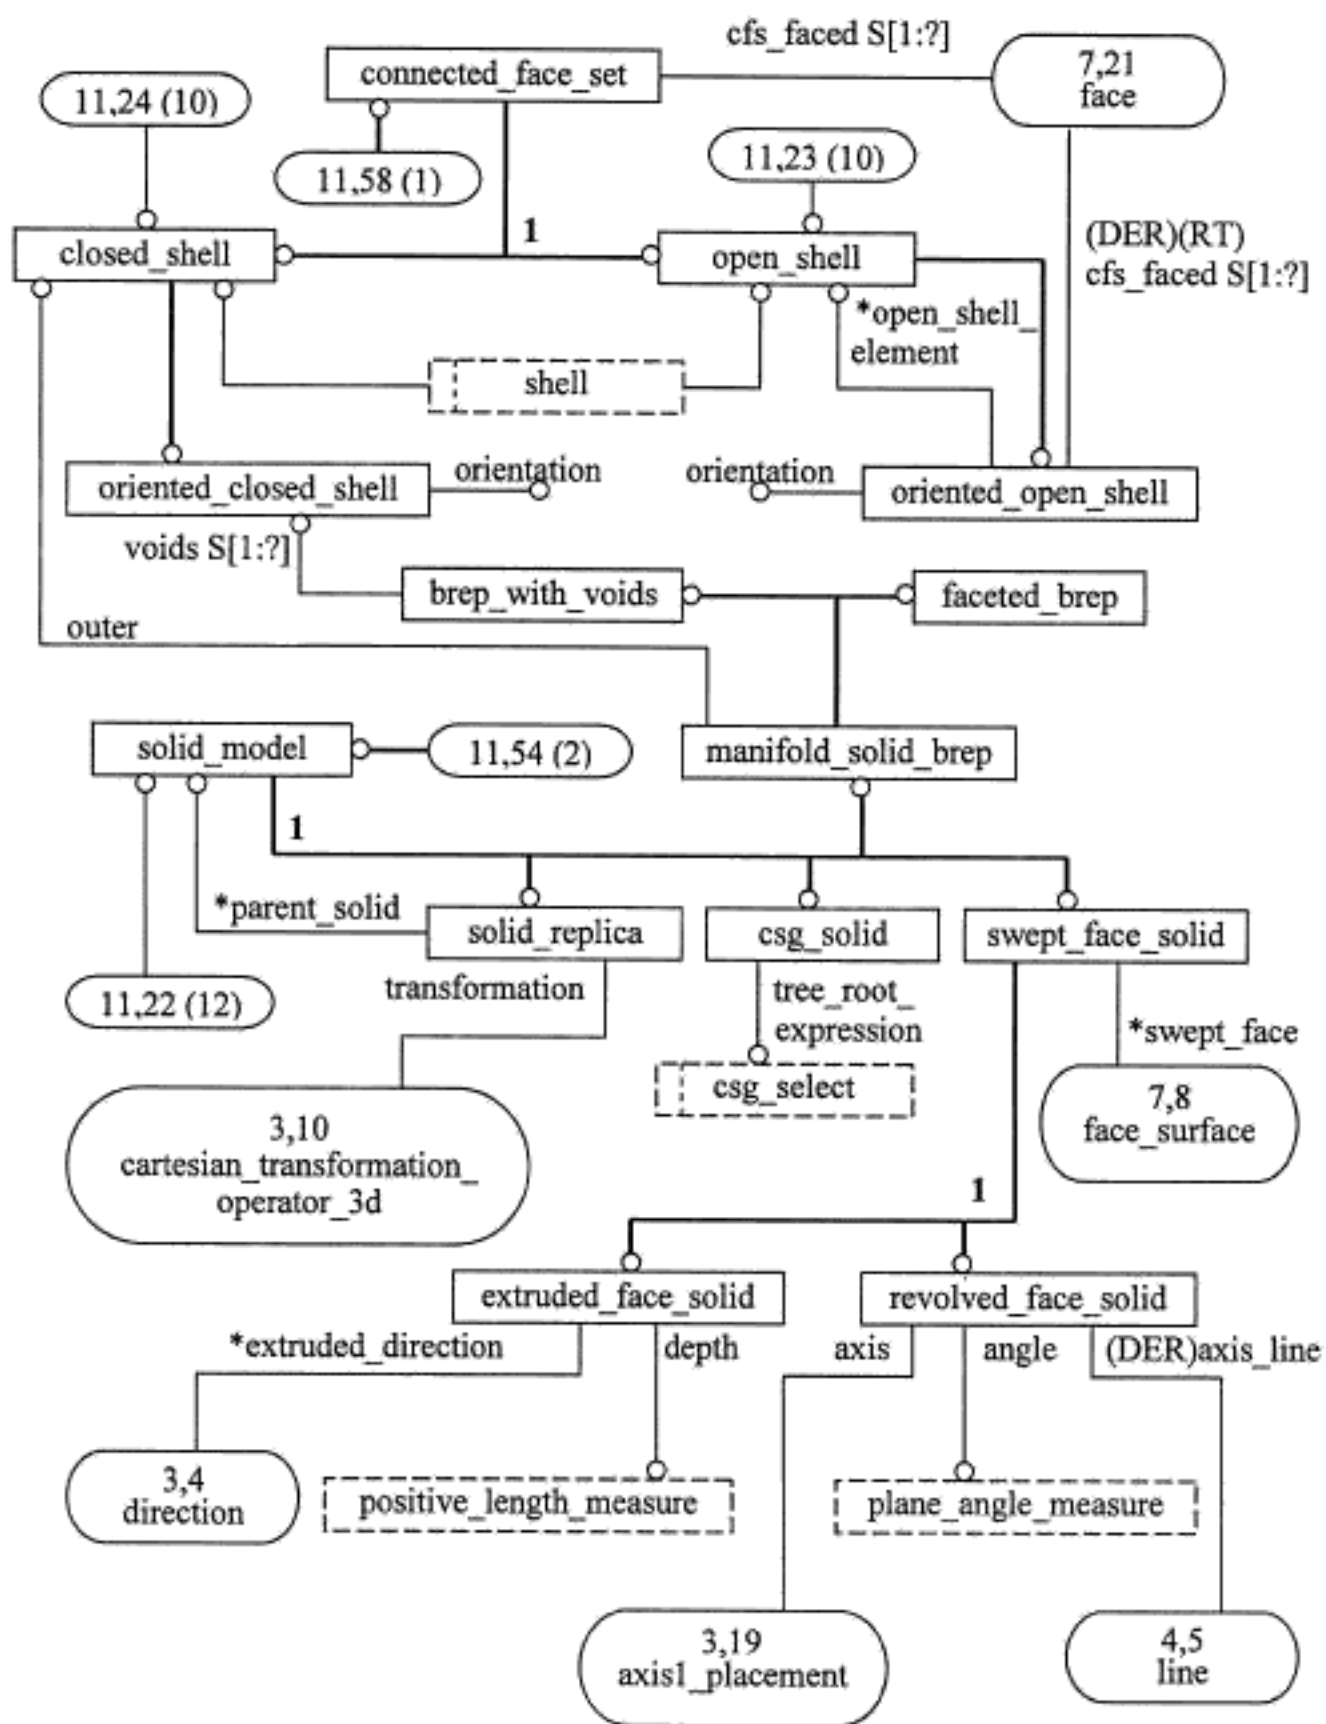 cfs_faced S[1:?]
connected_face_set
7,21
face
11,24 (10)
11,58 (1)
11,23 (10)
1
closed_shell
open_shell
(DER)(RT)
cfs_faced S[1:?]
*open_shell_
element
shell
oriented_closed_shell
orientation
orientation
oriented_open_shell
voids S[1:?]
brep_with_voids
faceted_brep
outer
solid_model
11,54 (2)
manifold_solid_brep
1
*parent_solid
solid_replica
csg_solid
swept_face_solid
11,22 (12)
transformation
tree_root_
expression
*swept_face
csg_select
7,8
face_surface
3,10
cartesian_transformation_
operator_3d
1
extruded_face_solid
revolved_face_solid
*extruded_direction
depth
axis
angle
(DER)axis_line
3,4
direction
positive_length_measure
plane_angle_measure
3,19
axis1_placement
4,5
line